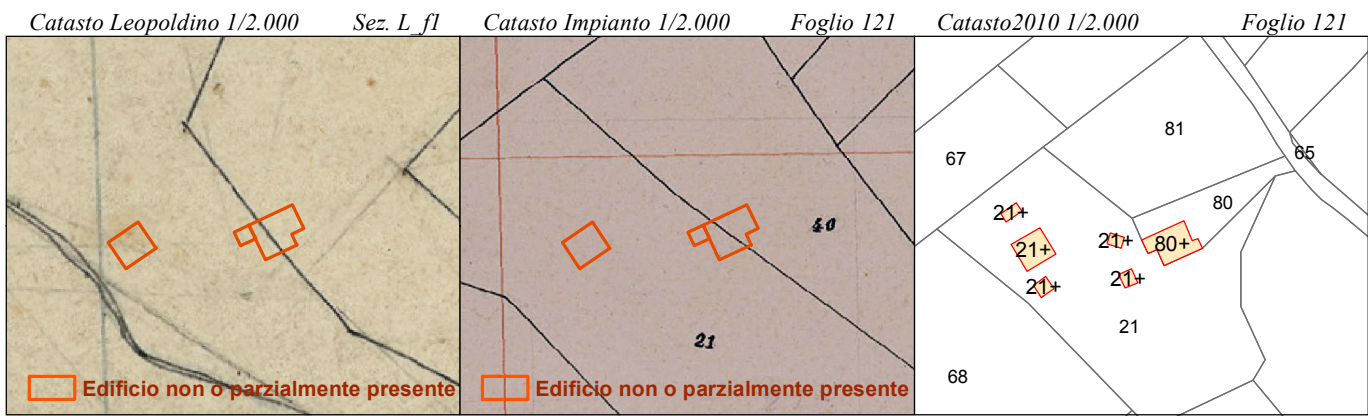 Catasto Leopoldino 1/2.000 Sez. L_f1
Edificio non o parzialmente presente
Catasto Impianto 1/2.000 Foglio 121
40
21
Edificio non o parzialmente presente
Catasto2010 1/2.000 Foglio 121
81
67
65
80
21+
21+
21+
80+
21+
21+
21
68